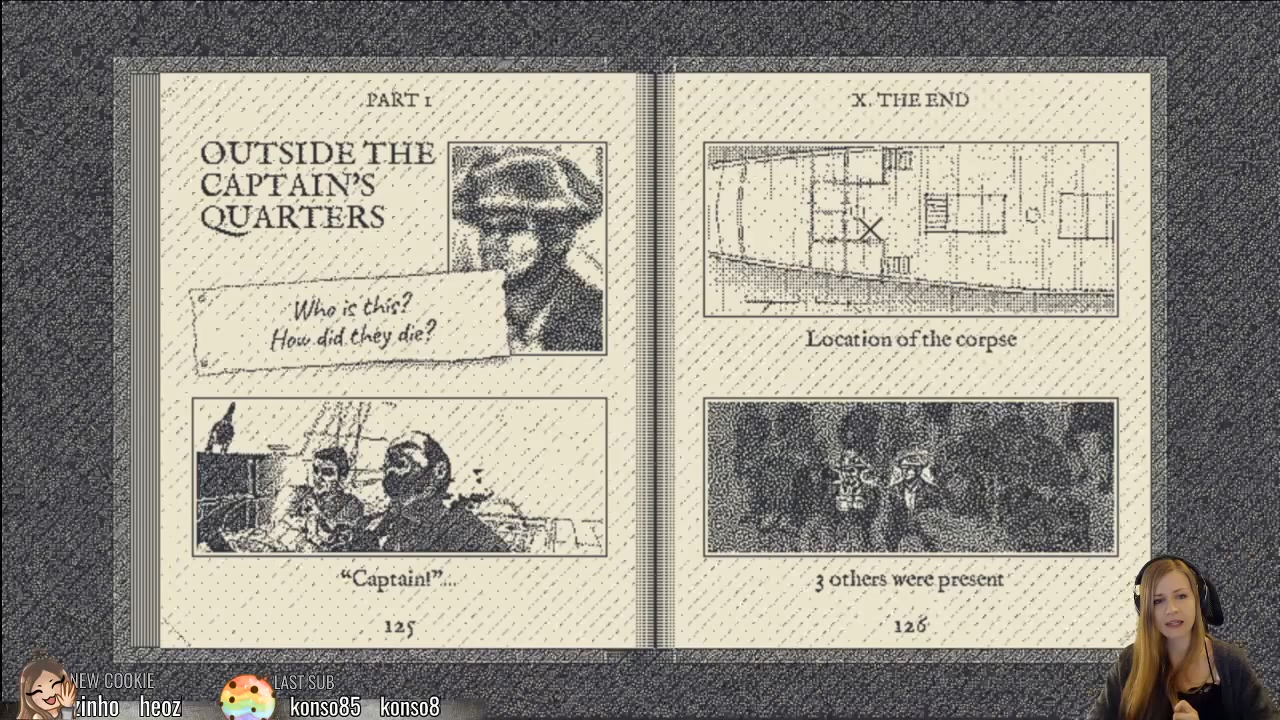 PART 1
OUTSIDE THE
CAPTAIN'S
QUARTERS
Who is this?
How did they die?
"Captain!"...
125
X. THE END
Location of the corpse
3 others were present
126
NEW COOKIE
zinho heoz
LAST SUB
konso85 konso8